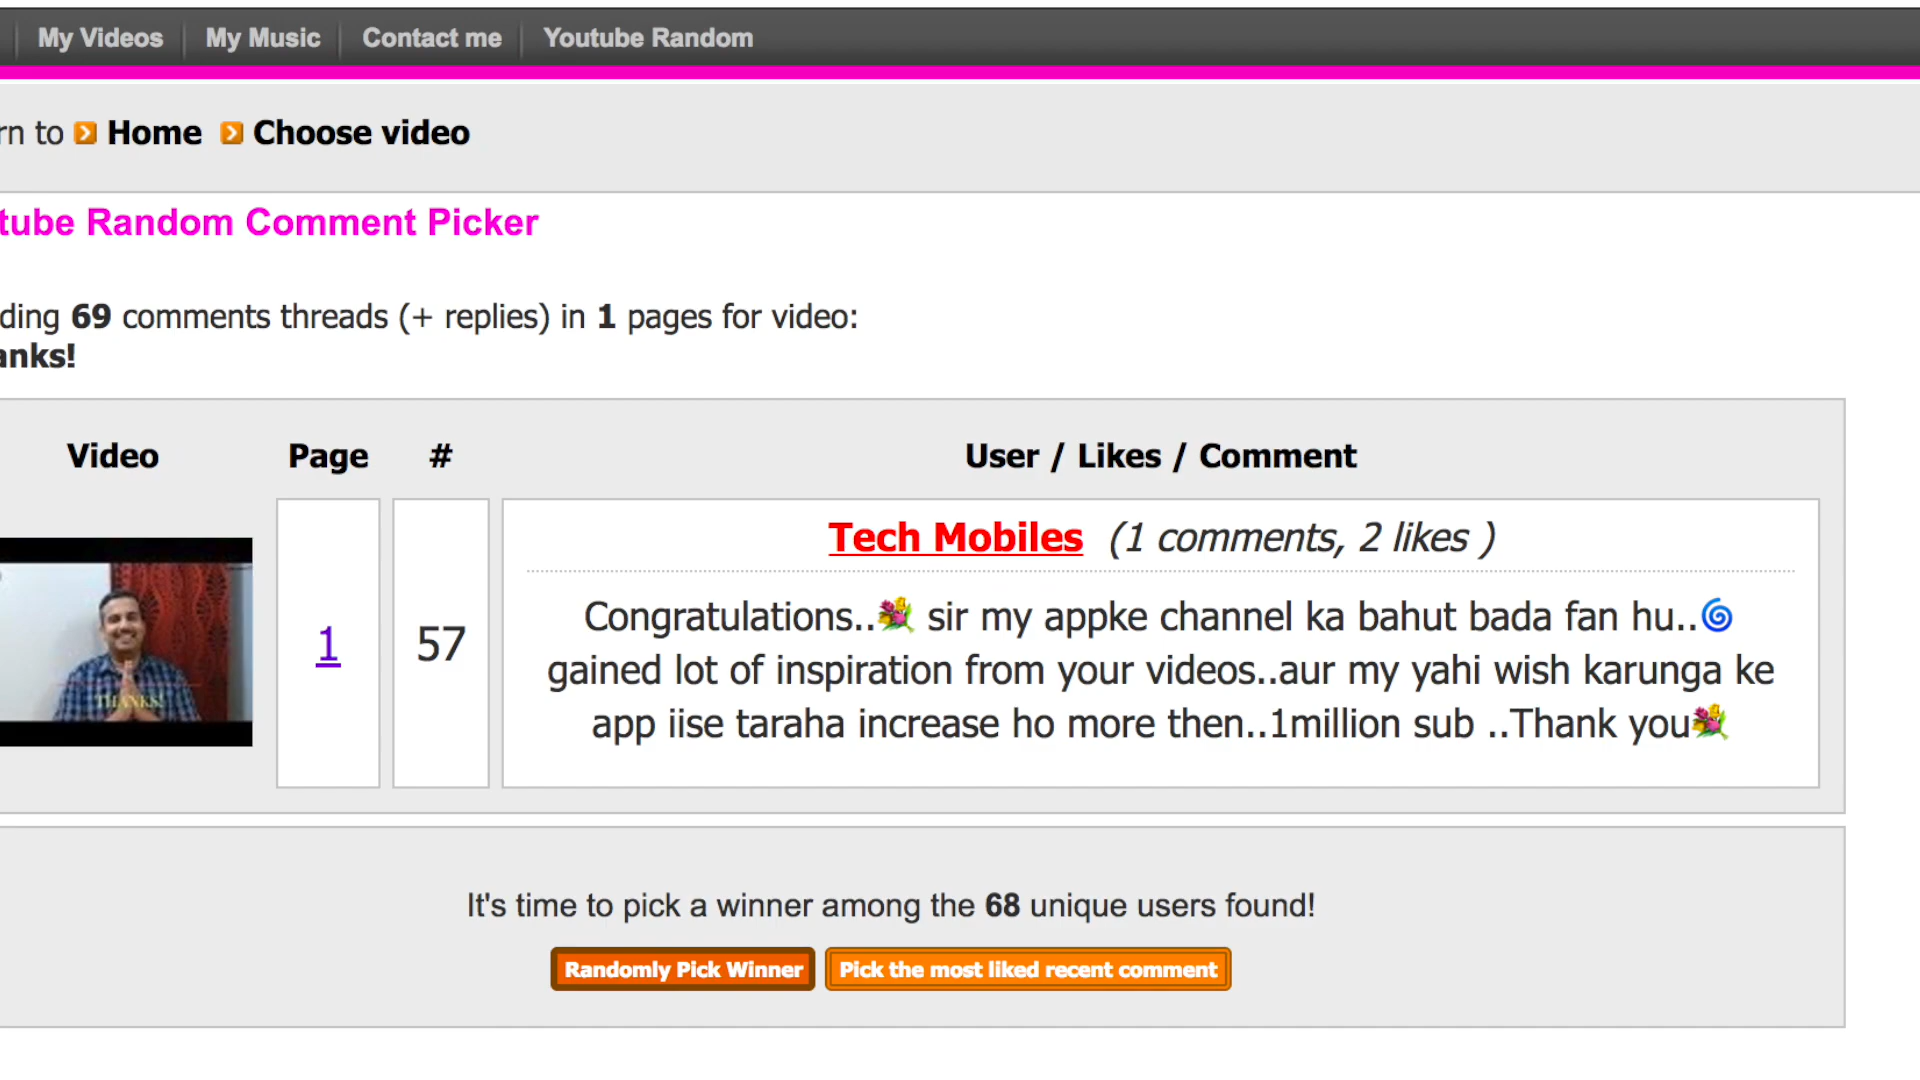 My Videos My Music Contact me Youtube Random
rn to Home Choose video
tube Random Comment Picker
ding 69 comments threads (+ replies) in 1 pages for video:
anks!
Video Page # User / Likes / Comment
Tech Mobiles (1 comments, 2 likes )
THANKS!
1 57
Congratulations..💐 sir my appke channel ka bahut bada fan hu..🌀
gained lot of inspiration from your videos..aur my yahi wish karunga ke
app iise taraha increase ho more then..1million sub ..Thank you💐
It's time to pick a winner among the 68 unique users found!
Randomly Pick Winner Pick the most liked recent comment